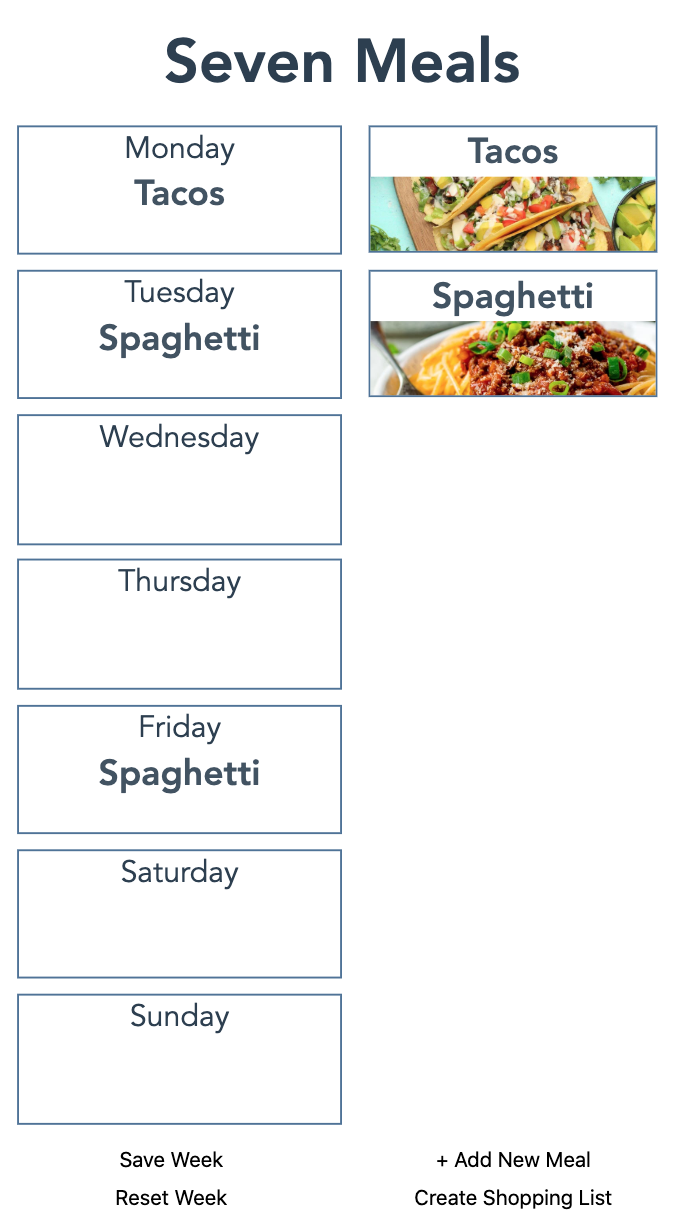 Seven Meals
Monday
Tacos
Tuesday
Spaghetti
Wednesday
Thursday
Friday
Spaghetti
Saturday
Sunday
Tacos
Spaghetti
Save Week
Reset Week
+ Add New Meal
Create Shopping List